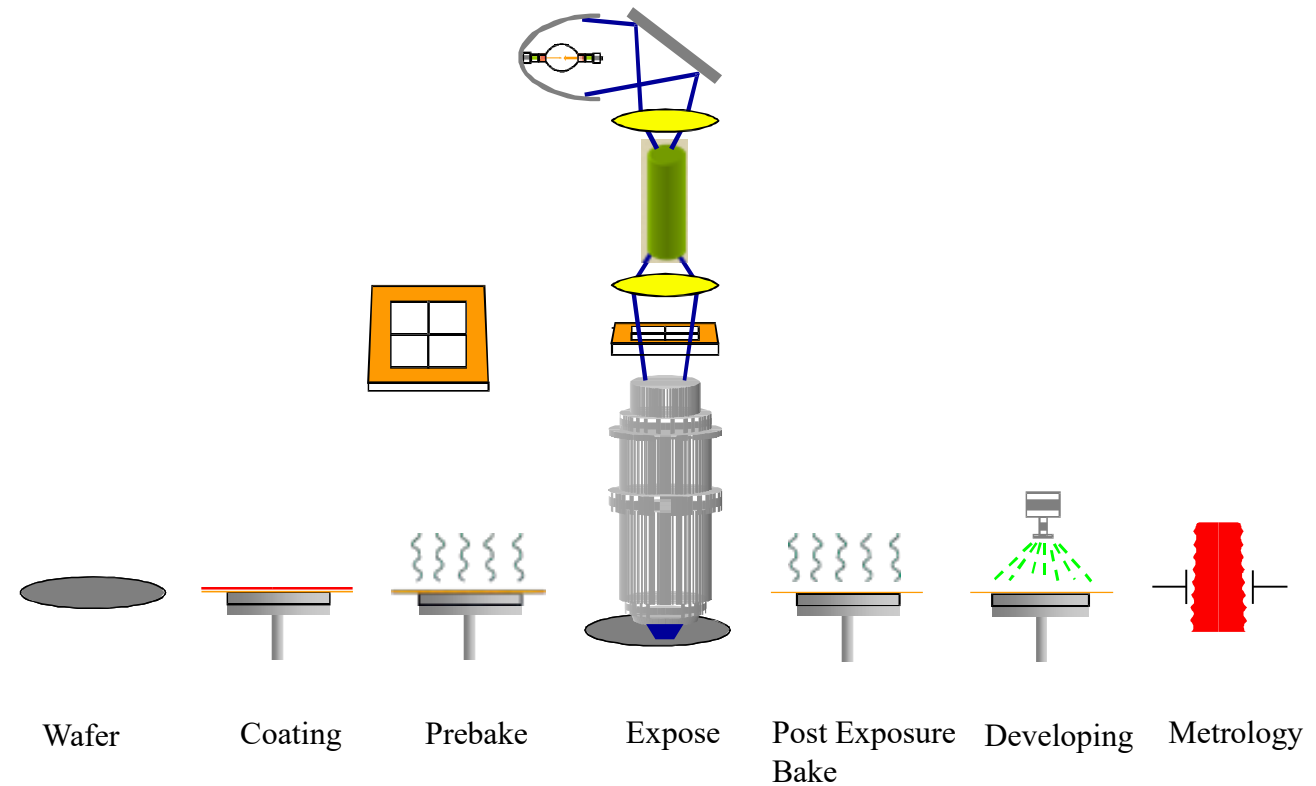 Wafer
Coating
Prebake
Expose
Post Exposure
Bake
Developing
Metrology